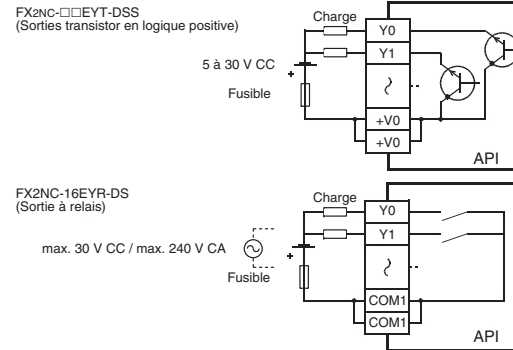 FX2NC-□□EYT-DSS
(Sorties transistor en logique positive)
Charge
Y0
Y1
5 à 30 V CC
Fusible
+V0
+V0
API
FX2NC-16EYR-DS
(Sortie à relais)
Charge
Y0
Y1
max. 30 V CC / max. 240 V CA
Fusible
COM1
COM1
API